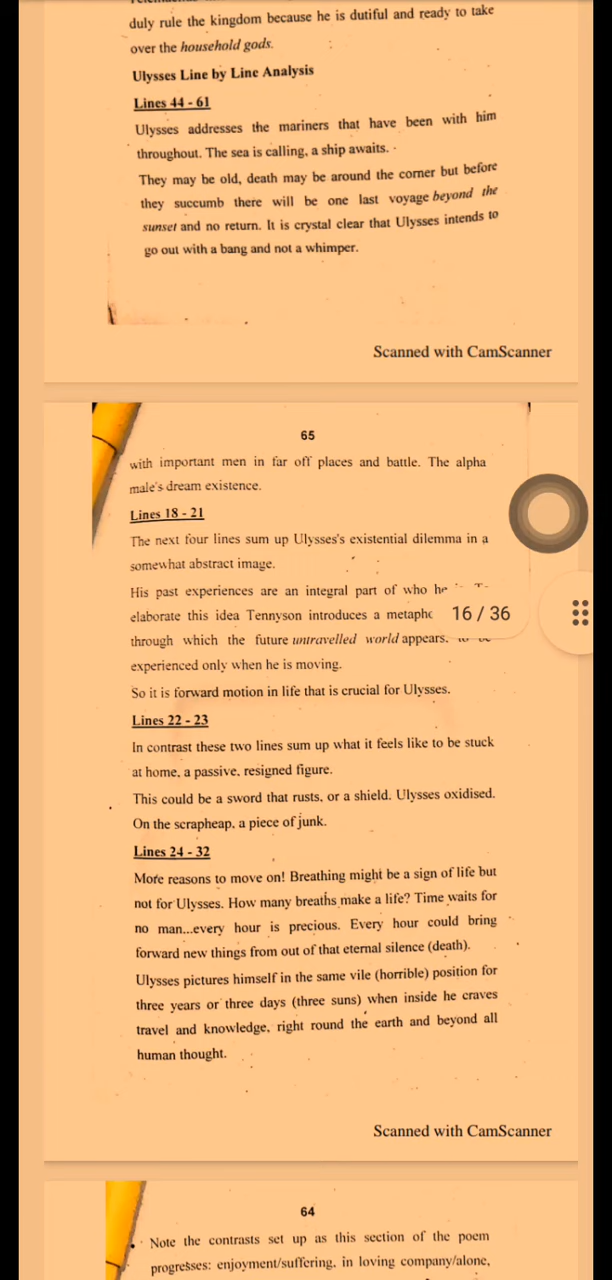 duly rule the kingdom because he is dutiful and ready to take
over the household gods.
Ulysses Line by Line Analysis
Lines 44 - 61
Ulysses addresses the mariners that have been with him
throughout. The sea is calling, a ship awaits.
They may be old, death may be around the corner but before
they succumb there will be one last voyage beyond the
sunset and no return. It is crystal clear that Ulysses intends to
go out with a bang and not a whimper.
Scanned with CamScanner
65
with important men in far off places and battle. The alpha
male's dream existence.
Lines 18 - 21
The next four lines sum up Ulysses's existential dilemma in a
somewhat abstract image.
His past experiences are an integral part of who he
elaborate this idea Tennyson introduces a
16 / 36
through which the future untravelled world appears.
experienced only when he is moving.
So it is forward motion in life that is crucial for Ulysses.
Lines 22 - 23
In contrast these two lines sum up what it feels like to be stuck
at home, a passive, resigned figure.
This could be a sword that rusts, or a shield. Ulysses oxidised.
On the scrapheap, a piece of junk.
Lines 24 - 32
More reasons to move on! Breathing might be a sign of life but
not for Ulysses. How many breaths make a life? Time waits for
no man...every hour is precious. Every hour could bring
forward new things from out of that eternal silence (death).
Ulysses pictures himself in the same vile (horrible) position for
three years or three days (three suns) when inside he craves
travel and knowledge, right round the earth and beyond all
human thought.
Scanned with CamScanner
64
Note the contrasts set up as this section of the poem
progresses: enjoyment/suffering, in loving company/alone,